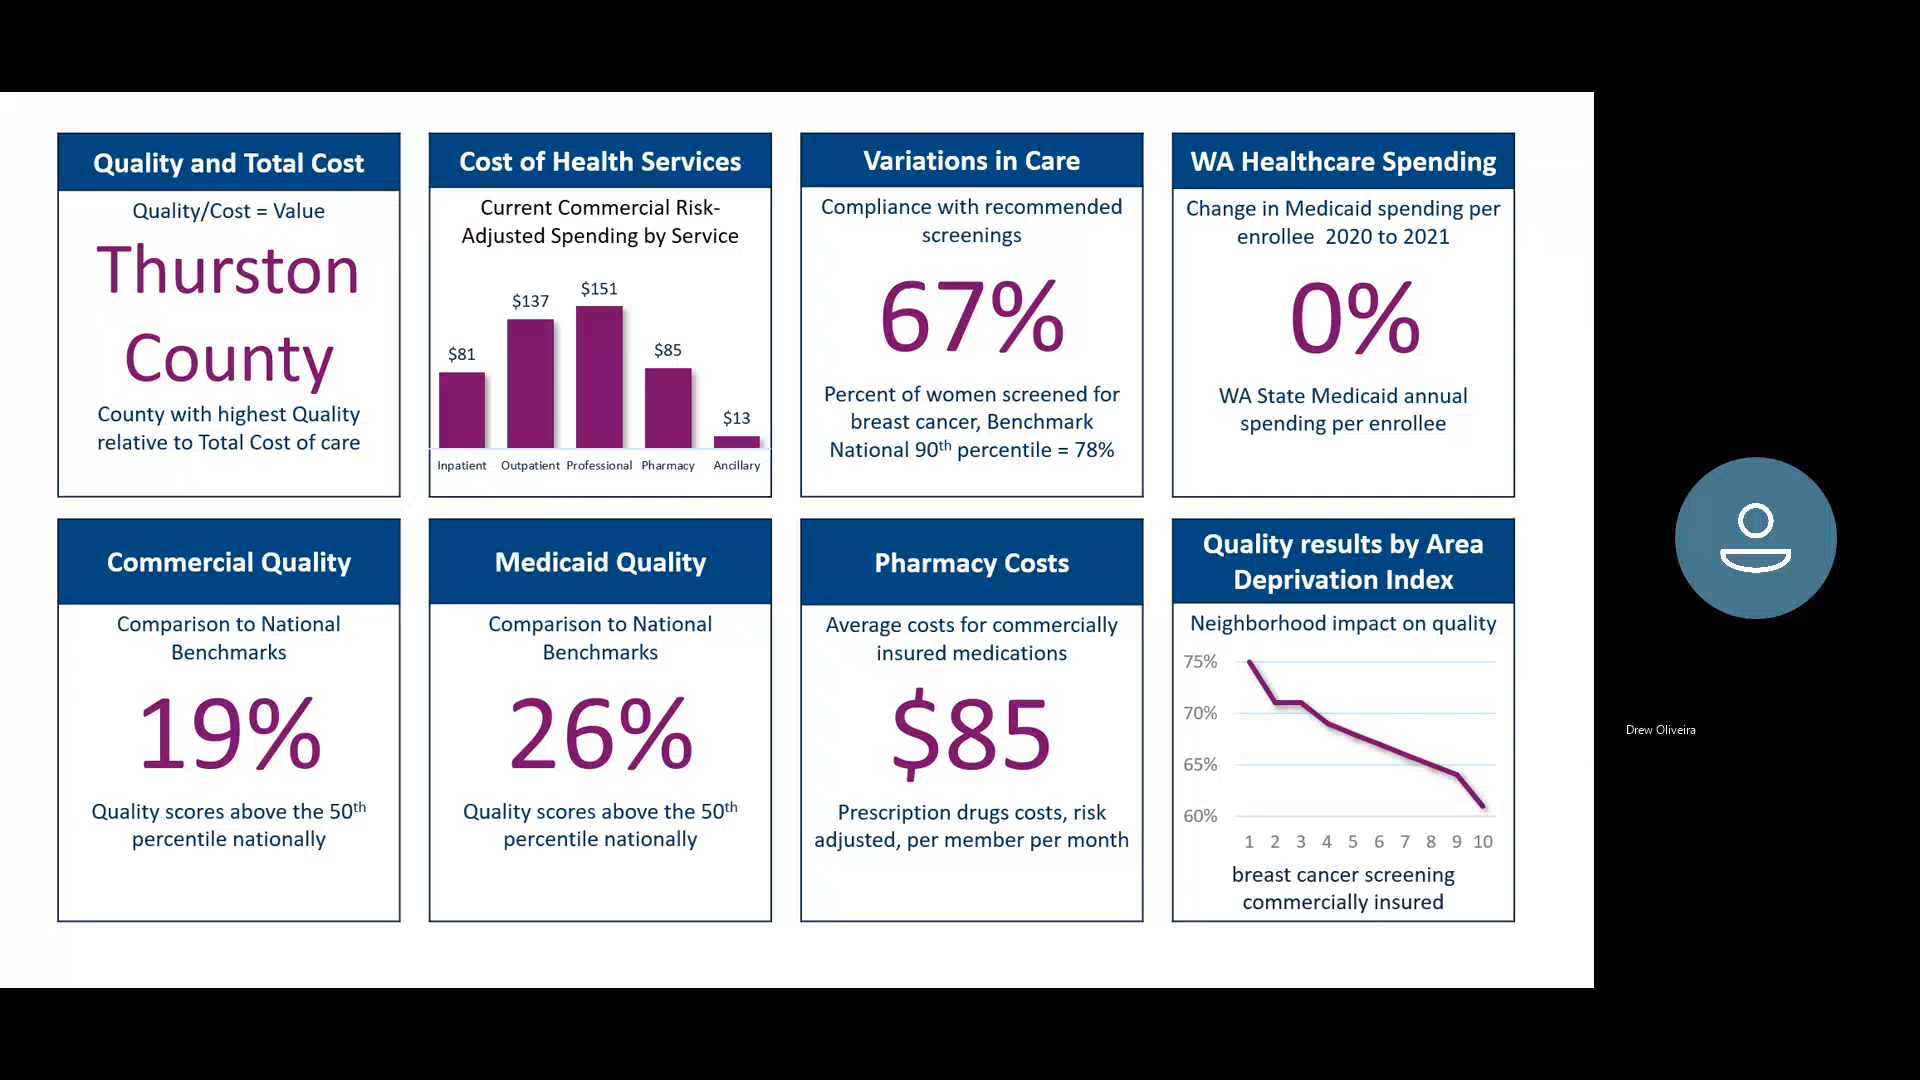 Quality and Total Cost
Quality/Cost = Value
Thurston
County
County with highest Quality
relative to Total Cost of care
Cost of Health Services
Current Commercial Risk-
Adjusted Spending by Service
$81
$137
$151
$85
$13
Inpatient Outpatient Professional Pharmacy Ancillary
Variations in Care
Compliance with recommended
screenings
67%
Percent of women screened for
breast cancer, Benchmark
National 90th percentile = 78%
WA Healthcare Spending
Change in Medicaid spending per
enrollee 2020 to 2021
0%
WA State Medicaid annual
spending per enrollee
Commercial Quality
Comparison to National
Benchmarks
19%
Quality scores above the 50th
percentile nationally
Medicaid Quality
Comparison to National
Benchmarks
26%
Quality scores above the 50th
percentile nationally
Pharmacy Costs
Average costs for commercially
insured medications
$85
Prescription drugs costs, risk
adjusted, per member per month
Quality results by Area
Deprivation Index
Neighborhood impact on quality
75%
70%
65%
60%
1 2 3 4 5 6 7 8 9 10
breast cancer screening
commercially insured
Drew Oliveira